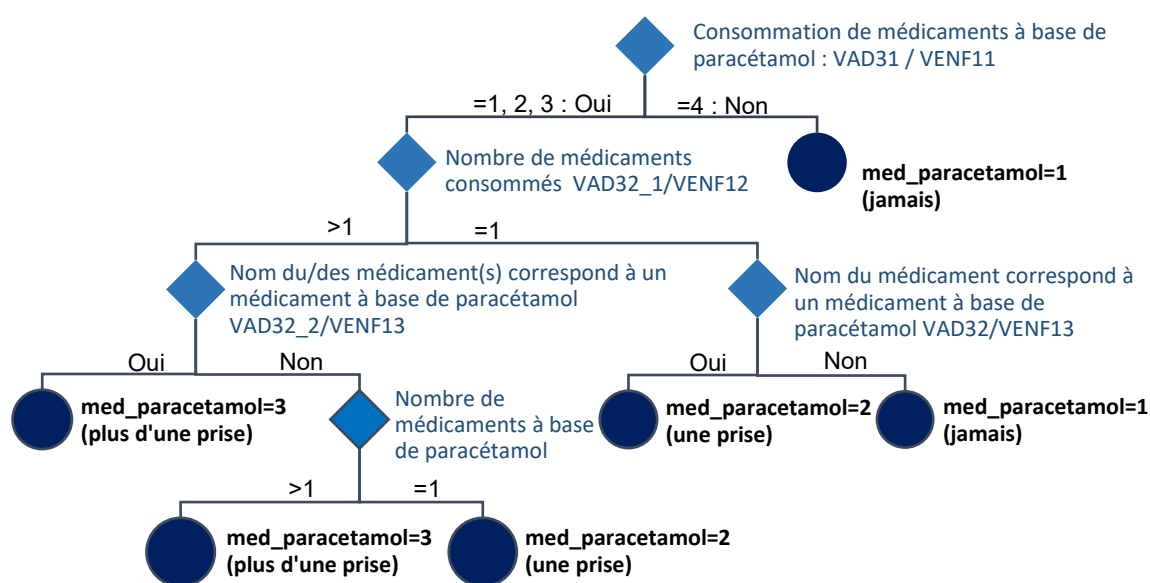 Consommation de médicaments à base de
paracétamol : VAD31 / VENF11
=1, 2, 3 : Oui
=4 : Non
Nombre de médicaments
consommés VAD32_1/VENF12
med_paracetamol=1
(jamais)
>1
=1
Nom du/des médicament(s) correspond à un
médicament à base de paracétamol
VAD32_2/VENF13
Nom du médicament correspond à
un médicament à base de
paracétamol VAD32/VENF13
Oui
Non
Oui
Non
med_paracetamol=3
(plus d'une prise)
Nombre de
médicaments à base
de paracétamol
med_paracetamol=2
(une prise)
med_paracetamol=1
(jamais)
>1
=1
med_paracetamol=3
(plus d'une prise)
med_paracetamol=2
(une prise)